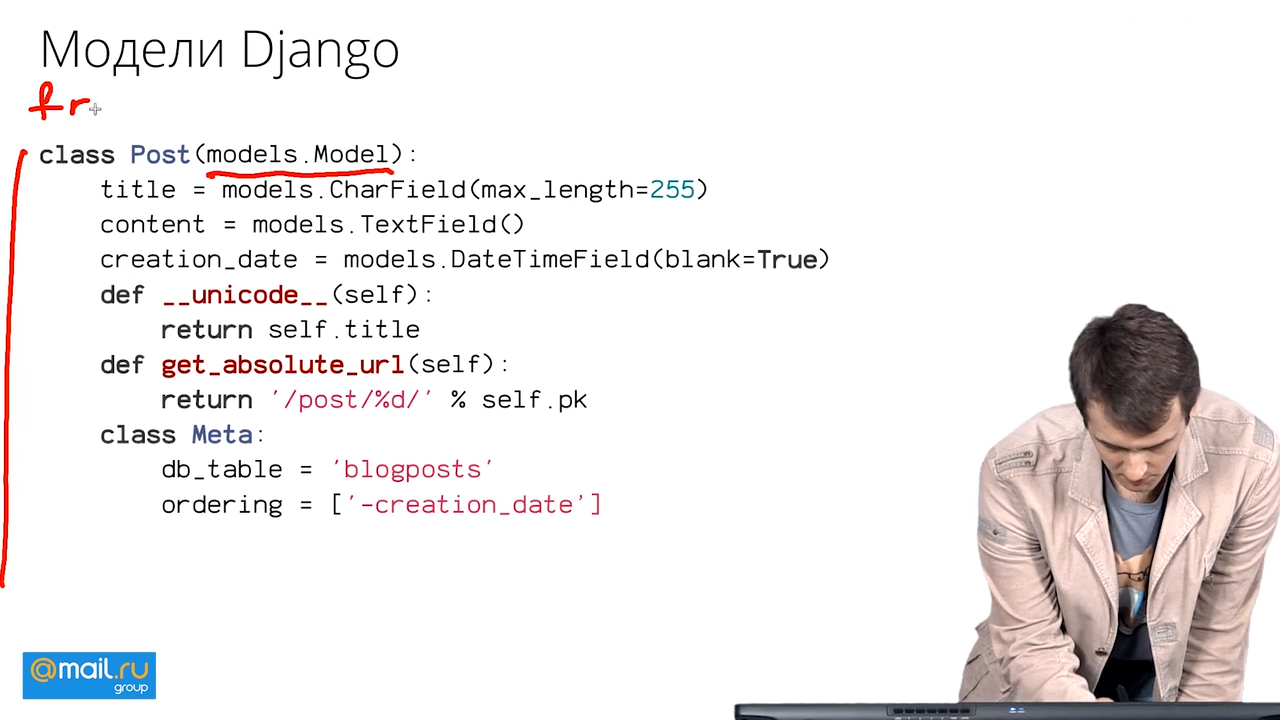 Модели Django
fr
class Post(models.Model):
title = models.CharField(max_length=255)
content = models.TextField()
creation_date = models.DateTimeField(blank=True)
def __unicode__(self):
return self.title
def get_absolute_url(self):
return '/post/%d/' % self.pk
class Meta:
db_table = 'blogposts'
ordering = ['-creation_date']
@mail.ru
group